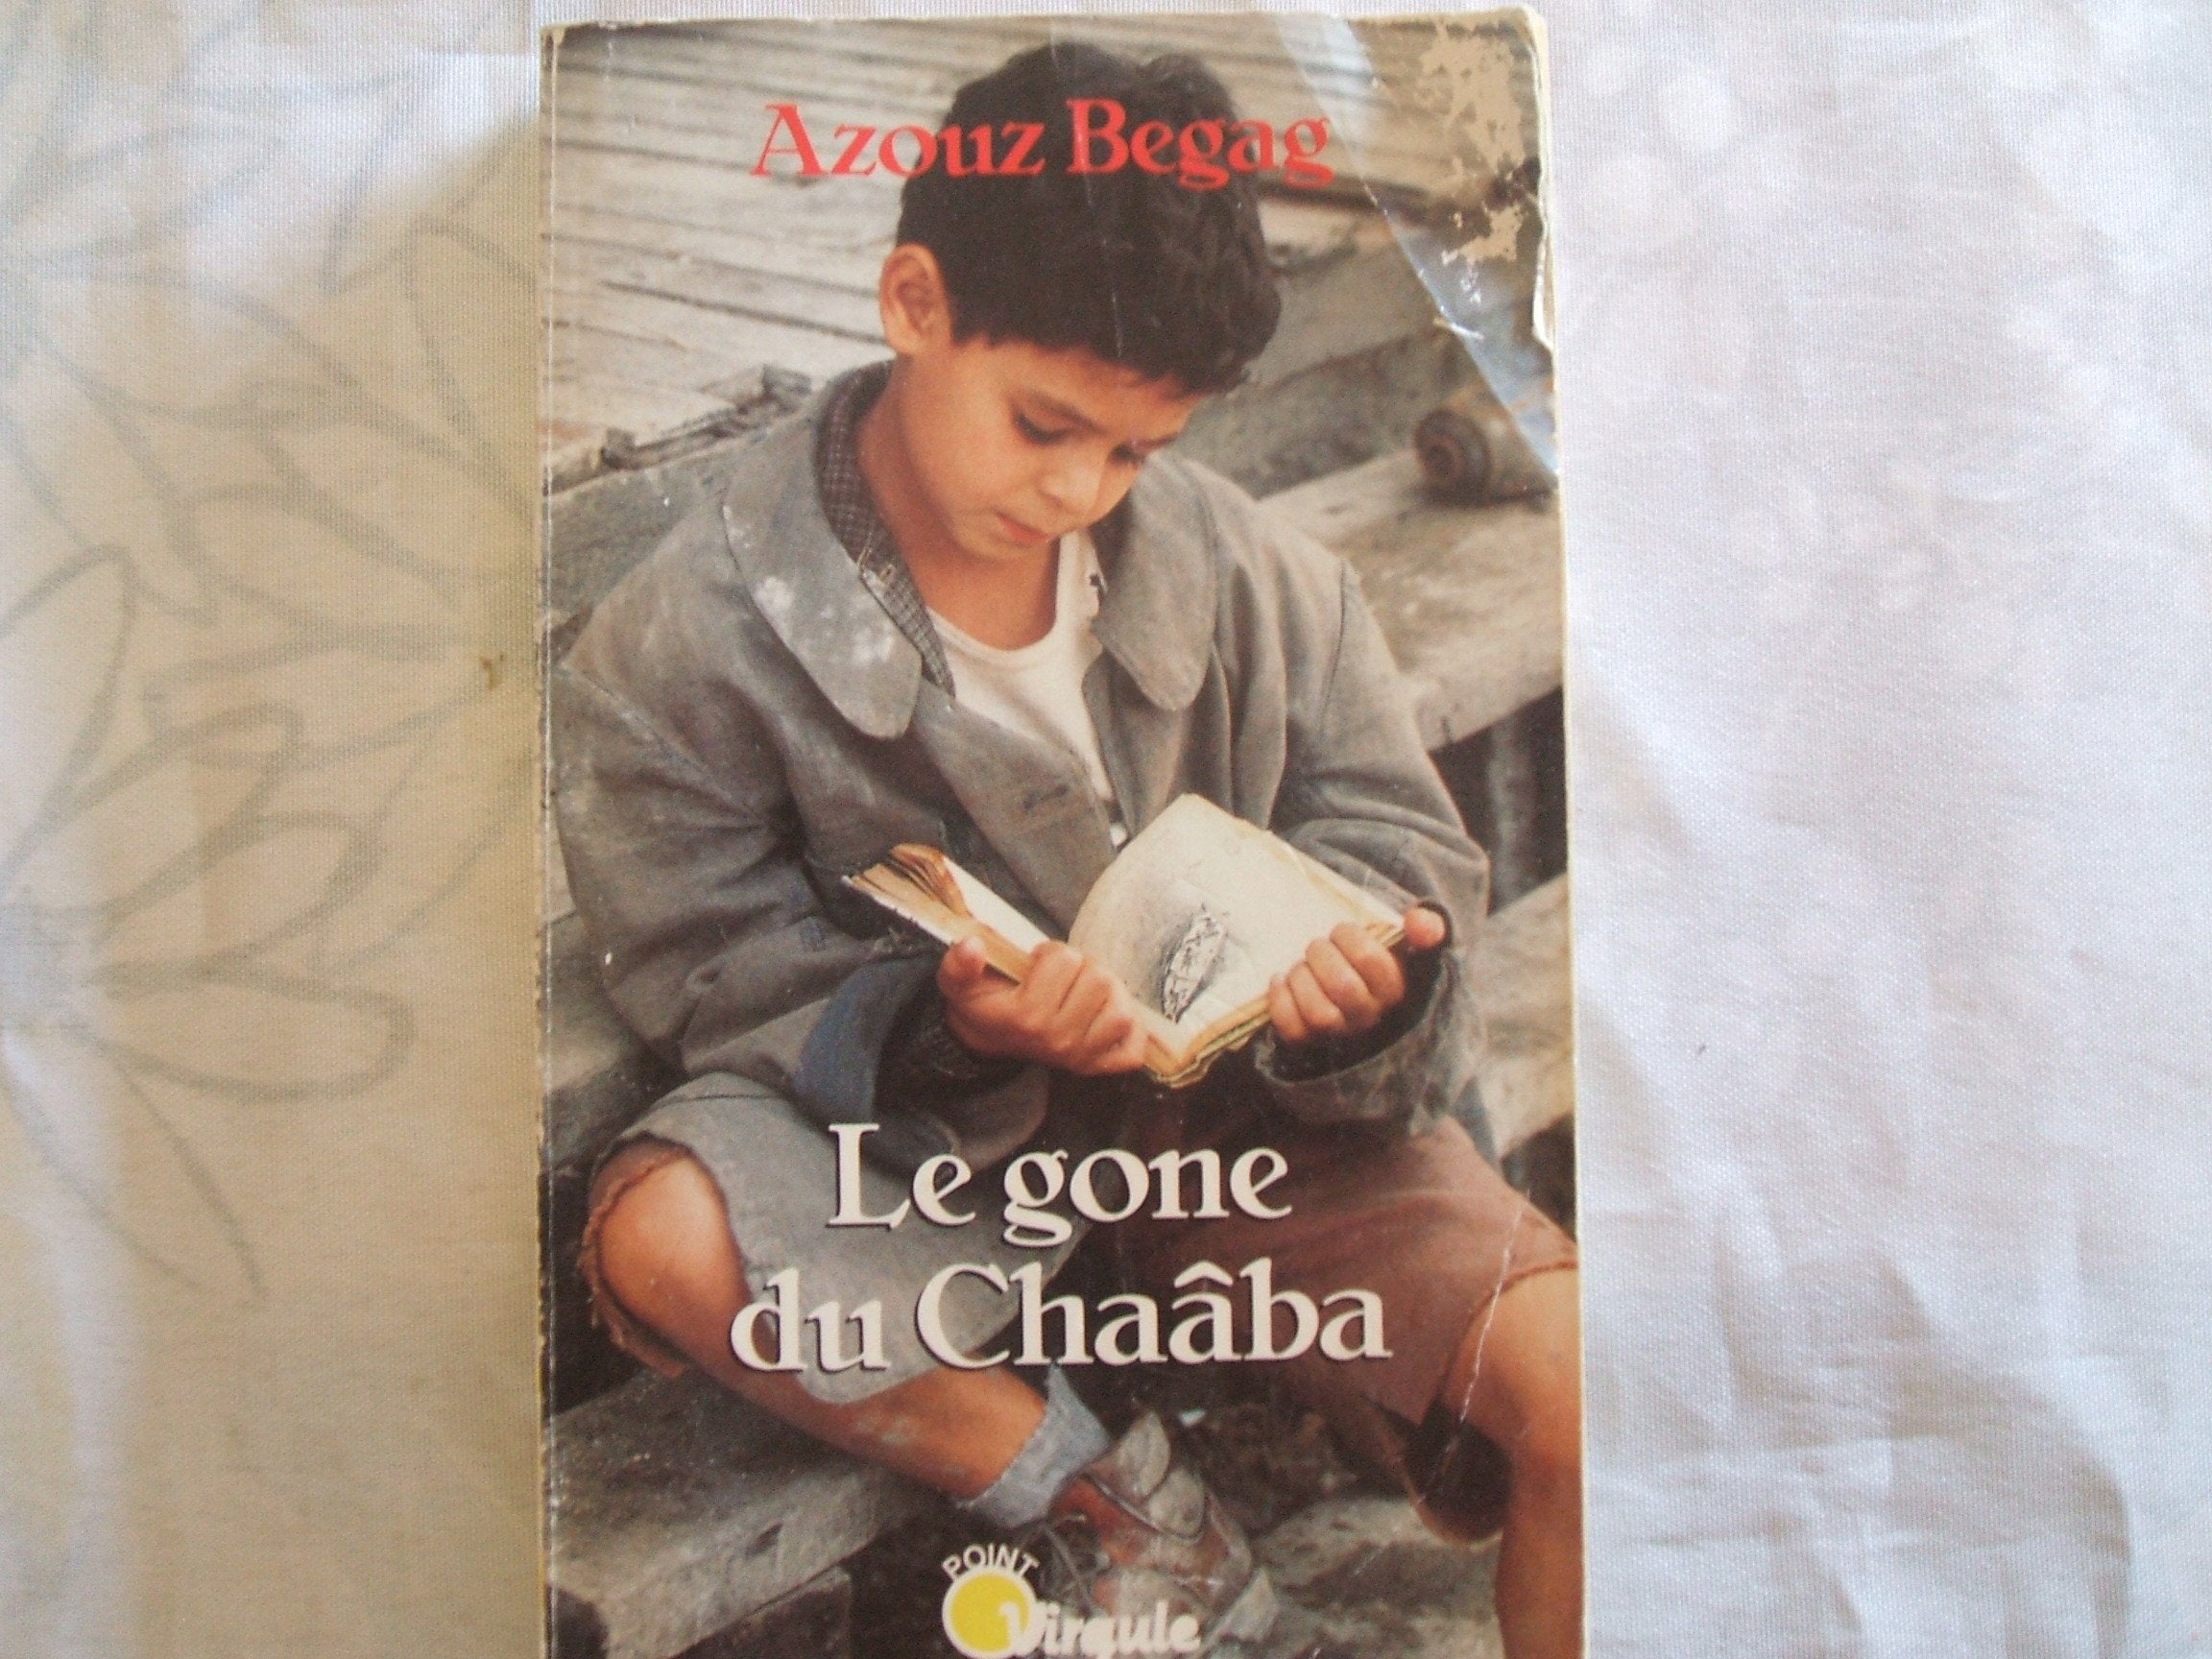 Azouz Begag
Le gone
du Chaâba
POINT
Virgule